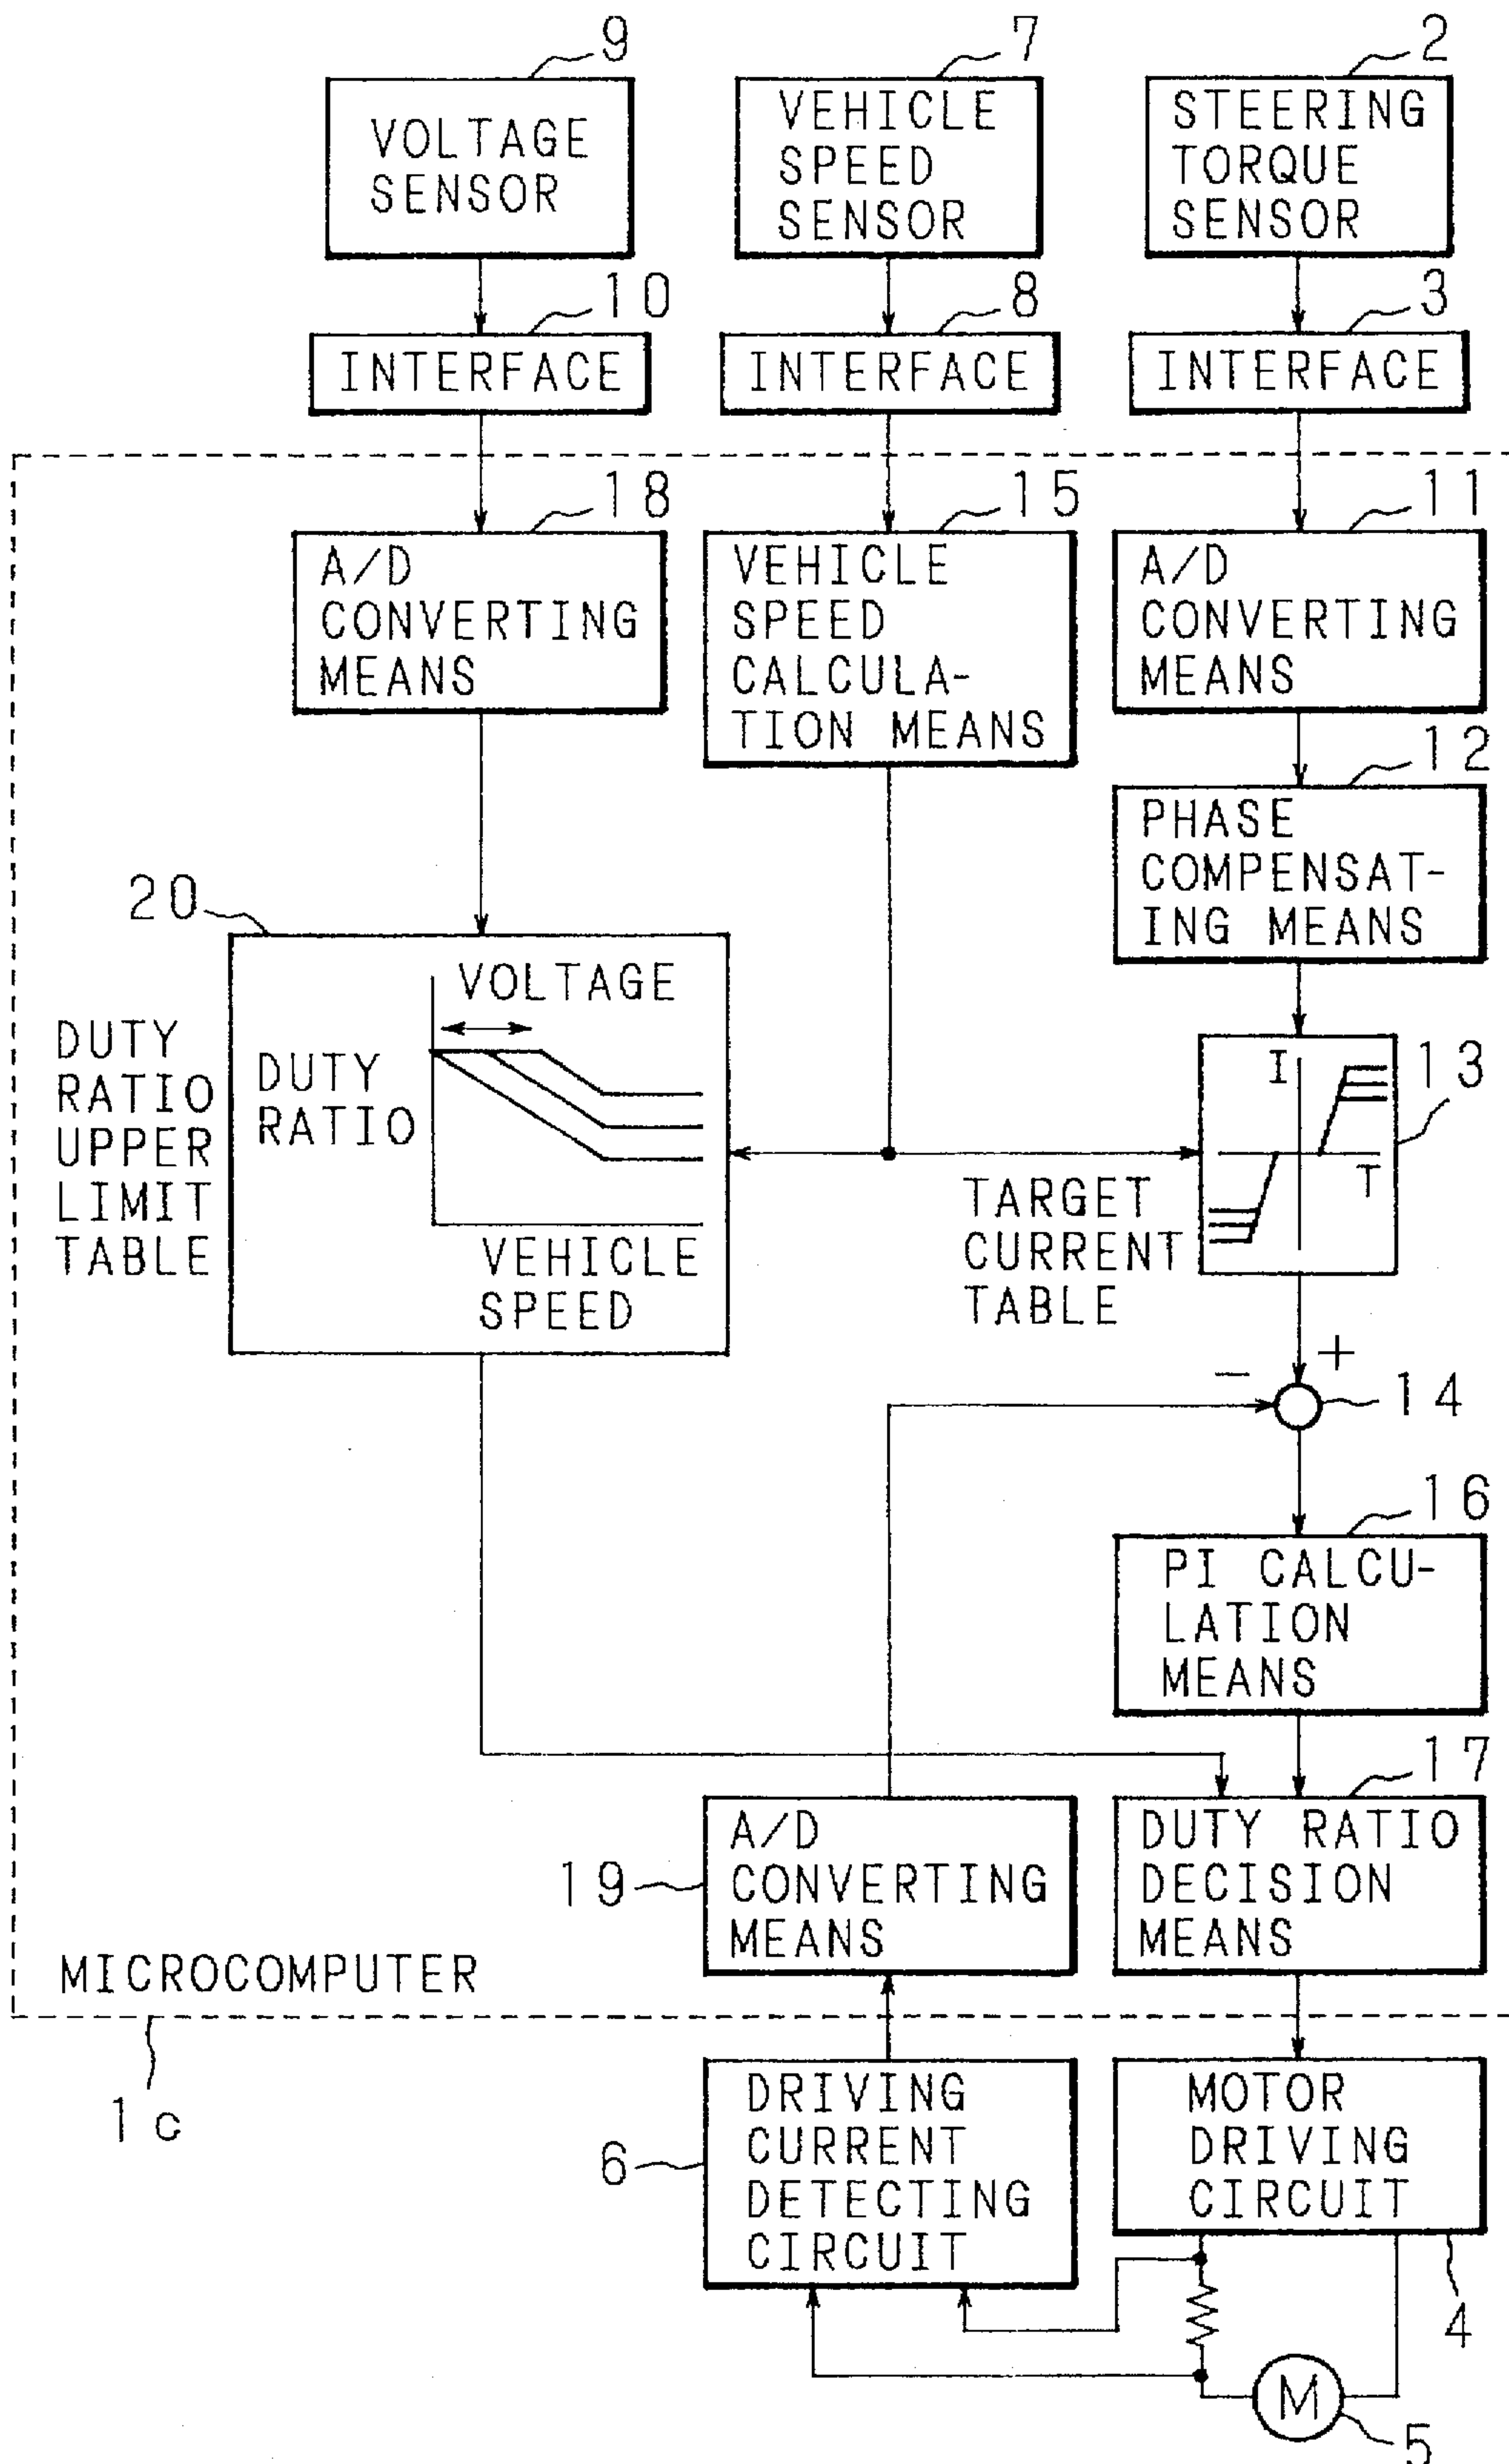 9
VOLTAGE
SENSOR
7
VEHICLE
SPEED
SENSOR
2
STEERING
TORQUE
SENSOR
10
INTERFACE
8
INTERFACE
3
INTERFACE
18
A/D
CONVERTING
MEANS
15
VEHICLE
SPEED
CALCULA-
TION MEANS
11
A/D
CONVERTING
MEANS
12
PHASE
COMPENSAT-
ING MEANS
20
DUTY
RATIO
UPPER
LIMIT
TABLE
VOLTAGE
DUTY
RATIO
VEHICLE
SPEED
I
T
13
TARGET
CURRENT
TABLE
+
−
14
16
PI CALCU-
LATION
MEANS
17
DUTY RATIO
DECISION
MEANS
19
A/D
CONVERTING
MEANS
MICROCOMPUTER
1c
6
DRIVING
CURRENT
DETECTING
CIRCUIT
MOTOR
DRIVING
CIRCUIT
4
M
5